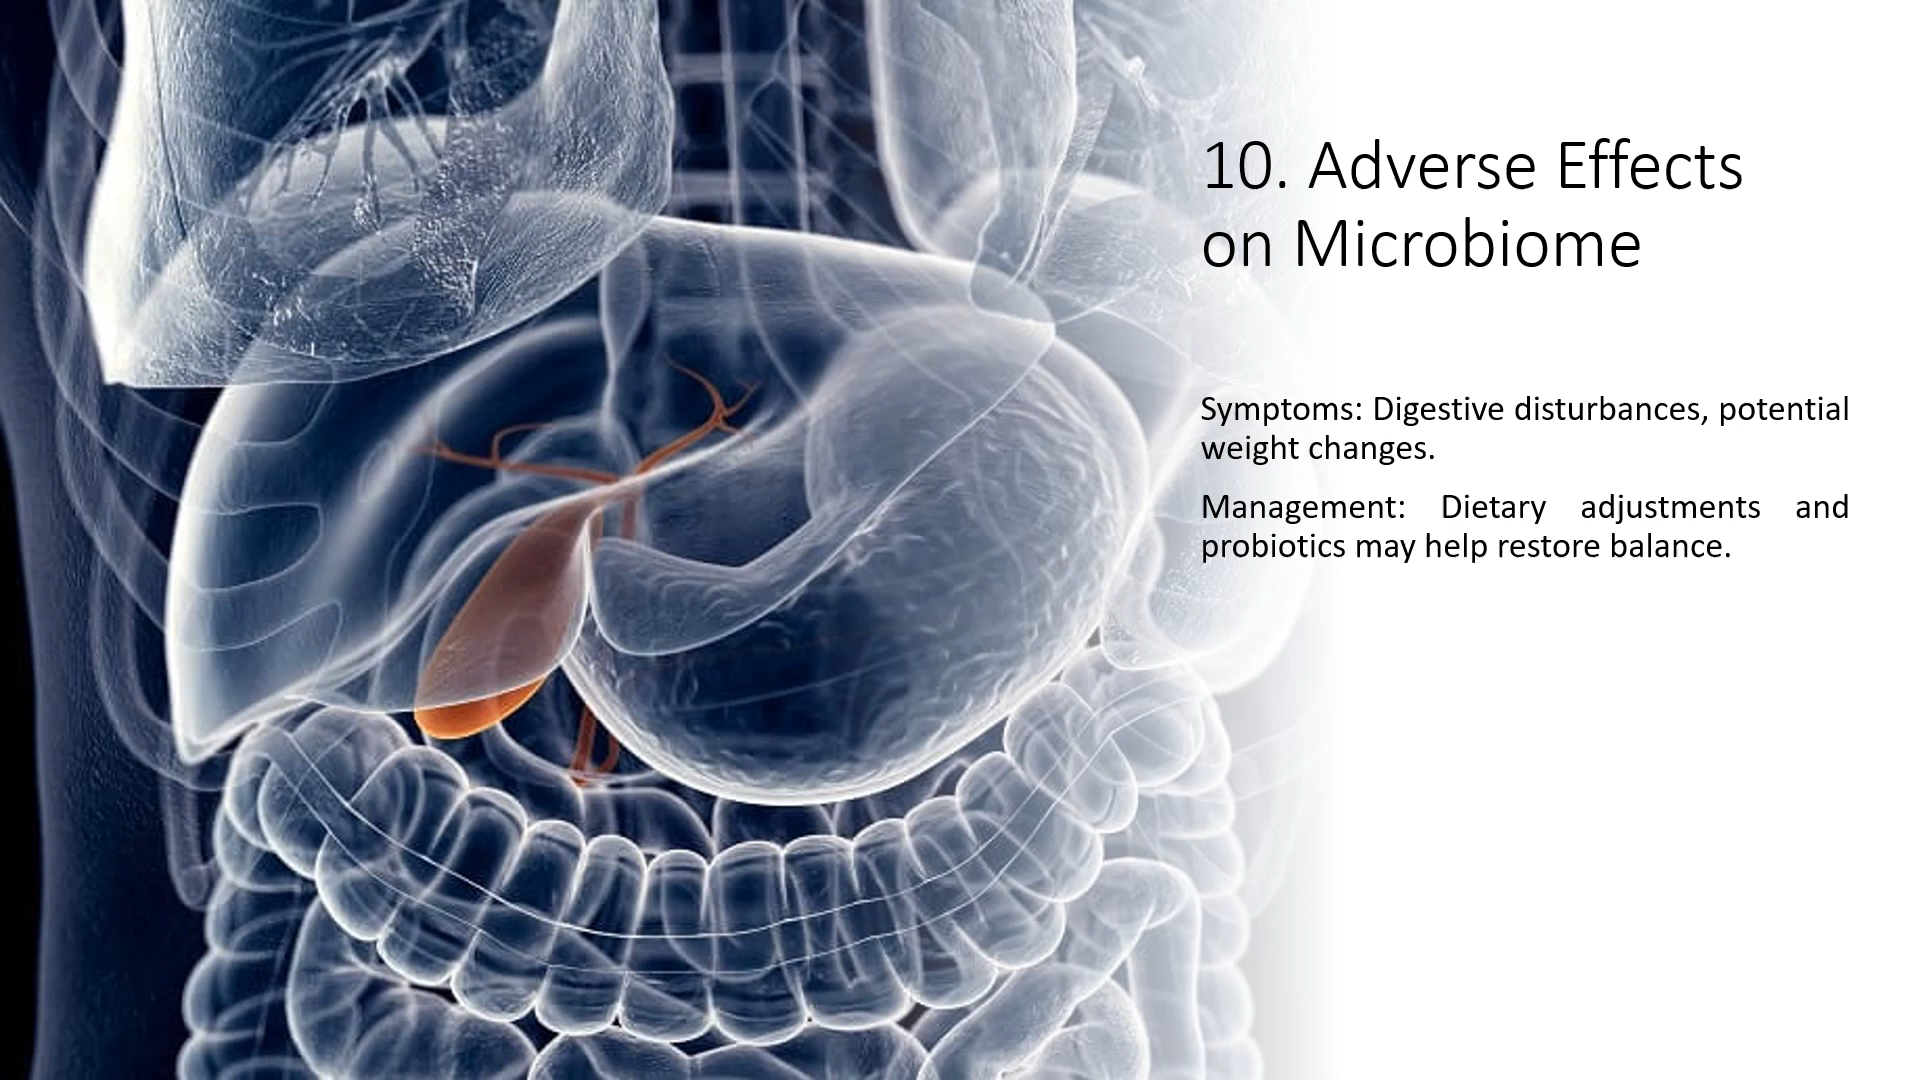 10. Adverse Effects
on Microbiome
Symptoms: Digestive disturbances, potential
weight changes.
Management: Dietary adjustments and
probiotics may help restore balance.